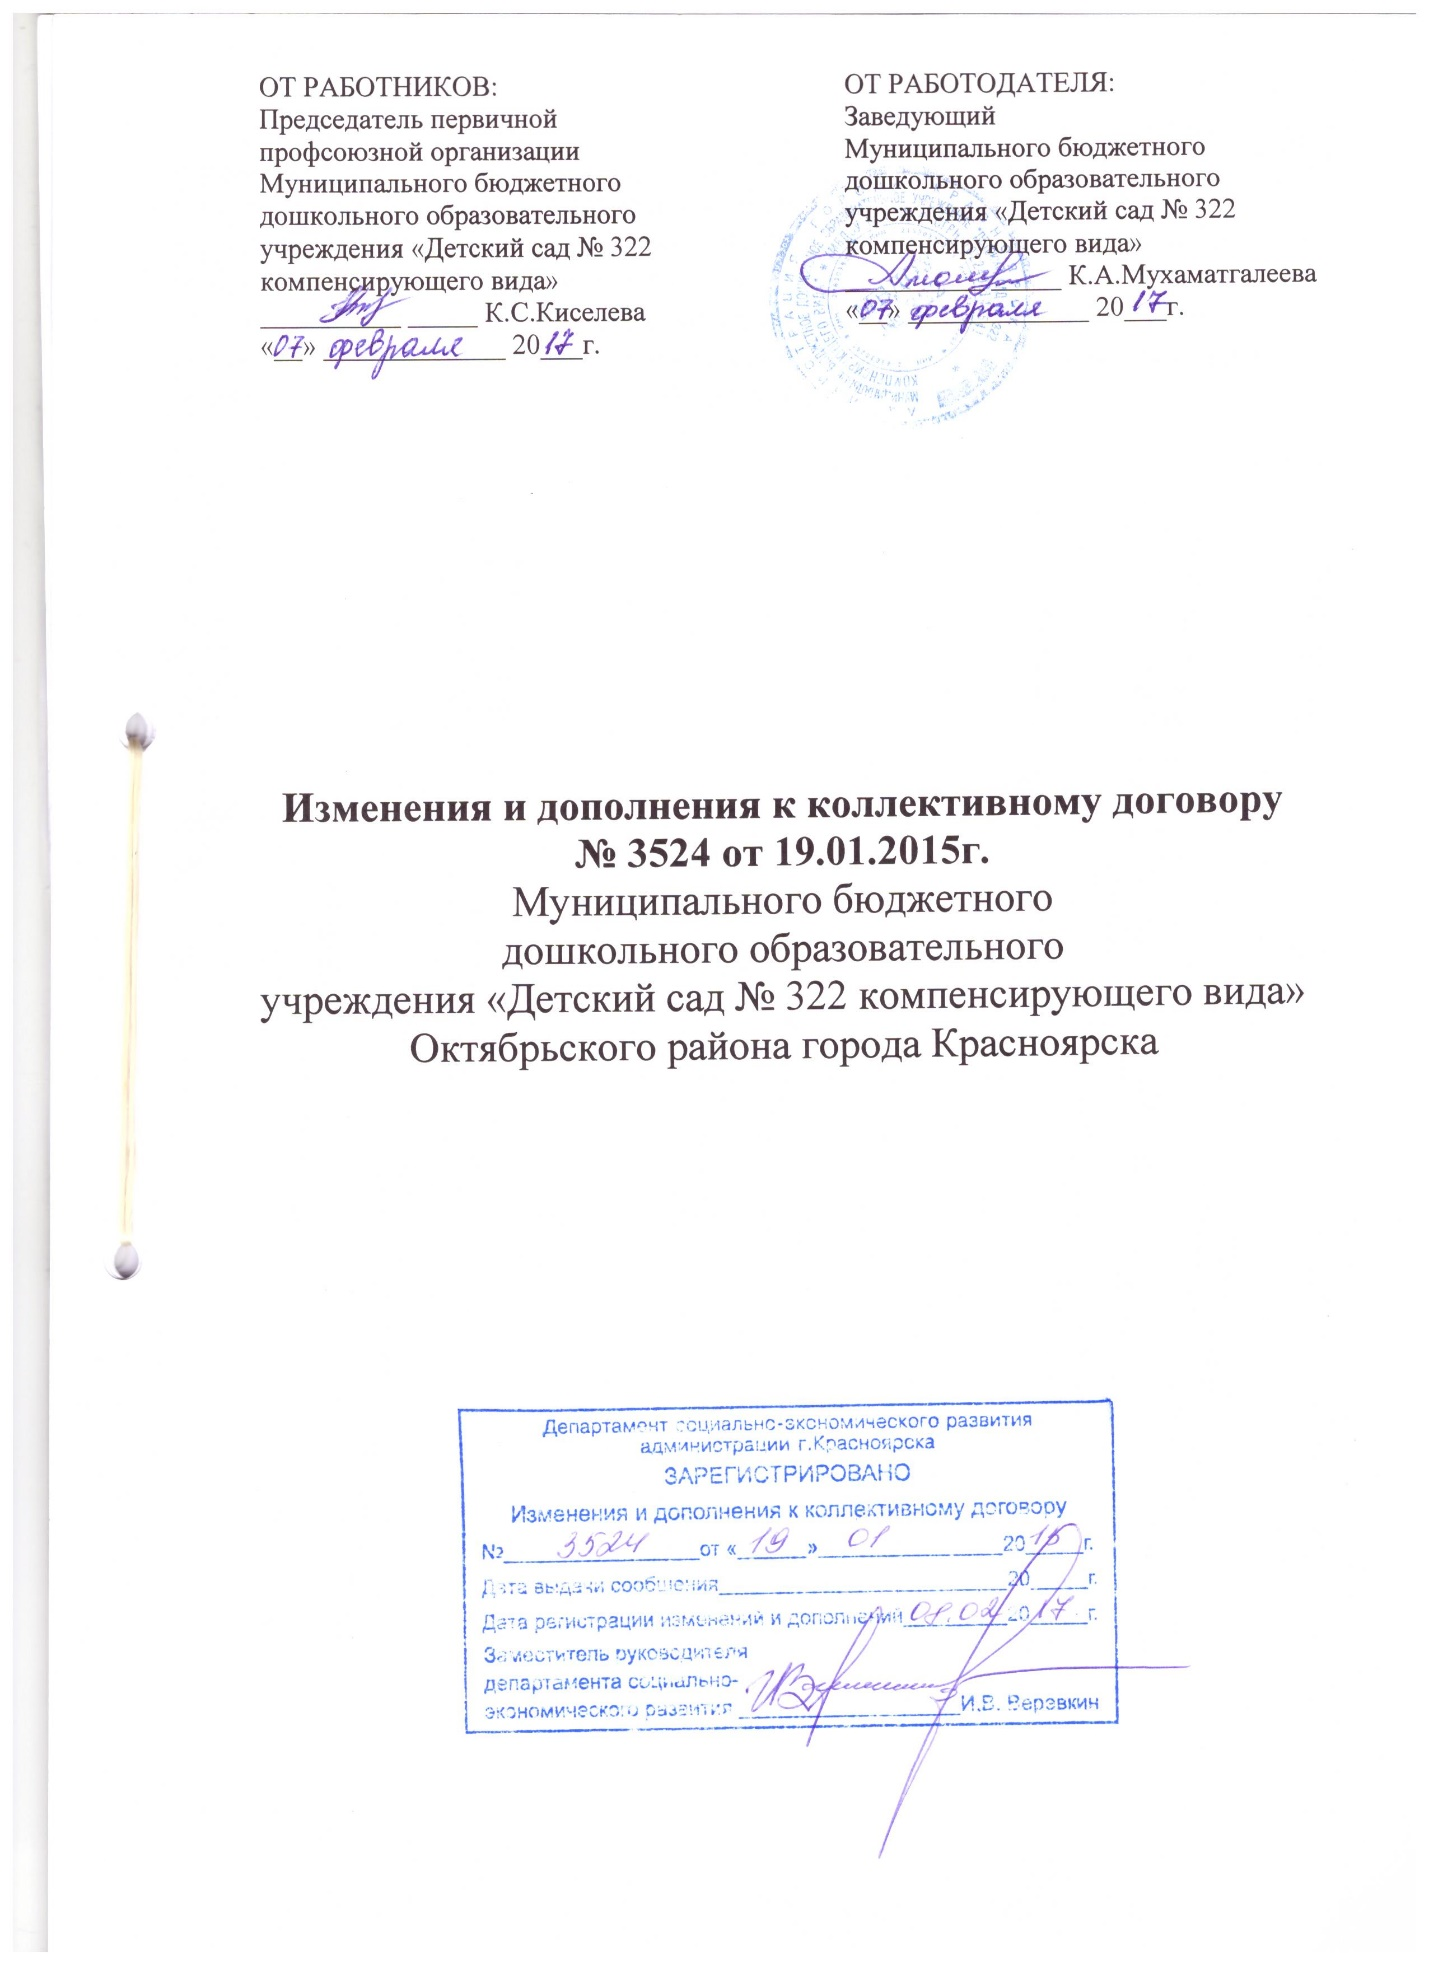 ОТ РАБОТНИКОВ:
Председатель первичной
профсоюзной организации
Муниципального бюджетного
дошкольного образовательного
учреждения «Детский сад № 322
компенсирующего вида»
К.С.Киселева
«07» февраля 2017 г.
ОТ РАБОТОДАТЕЛЯ:
Заведующий
Муниципального бюджетного
дошкольного образовательного
учреждения «Детский сад № 322
компенсирующего вида»
К.А.Мухаматгалеева
«07» февраля 2017г.
Изменения и дополнения к коллективному договору
№ 3524 от 19.01.2015г.
Муниципального бюджетного
дошкольного образовательного
учреждения «Детский сад № 322 компенсирующего вида»
Октябрьского района города Красноярска
Департамент социально-экономического развития
администрации г.Красноярска
ЗАРЕГИСТРИРОВАНО
Изменения и дополнения к коллективному договору
№ 3524 от «19» 01 2015 г.
Дата выдачи сообщения 20 г.
Дата регистрации изменений и дополнений 08.02 2017 г.
Заместитель руководителя
департамента социально-
экономического развития И.В. Веревкин